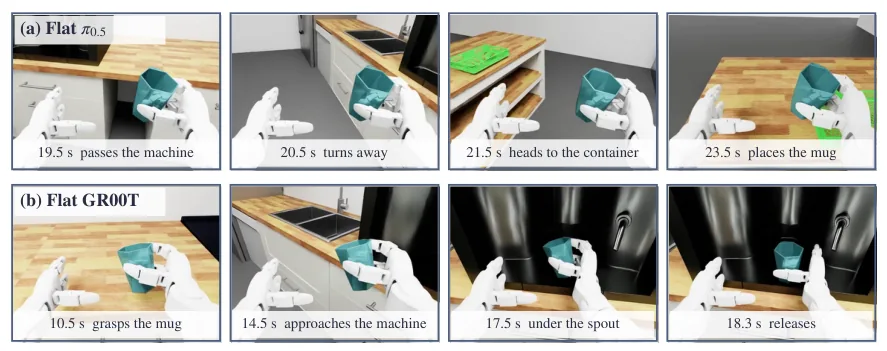 (a) Flat π0.5
19.5 s passes the machine
20.5 s turns away
21.5 s heads to the container
23.5 s places the mug
(b) Flat GR00T
10.5 s grasps the mug
14.5 s approaches the machine
17.5 s under the spout
18.3 s releases